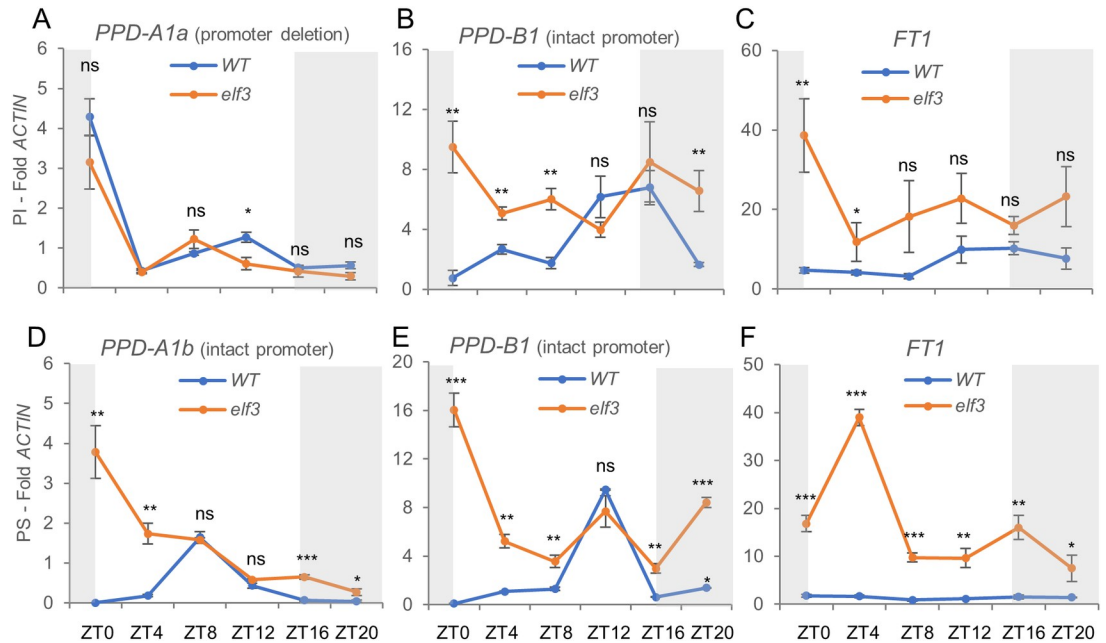 A
PPD-A1a (promoter deletion)
PI - Fold ACTIN
6
5
4
3
2
1
0
WT
elf3
ns
ns
*
ns
ns
B
PPD-B1 (intact promoter)
16
12
8
4
0
WT
elf3
**
**
**
ns
ns
**
C
FT1
60
40
20
0
WT
elf3
**
*
ns
ns
ns
ns
D
PPD-A1b (intact promoter)
PS - Fold ACTIN
6
5
4
3
2
1
0
WT
elf3
**
**
ns
ns
***
*
ZT0 ZT4 ZT8 ZT12 ZT16 ZT20
E
PPD-B1 (intact promoter)
20
16
12
8
4
0
WT
elf3
***
**
**
ns
**
***
*
ZT0 ZT4 ZT8 ZT12 ZT16 ZT20
F
FT1
50
40
30
20
10
0
WT
elf3
***
***
***
**
**
*
ZT0 ZT4 ZT8 ZT12 ZT16 ZT20